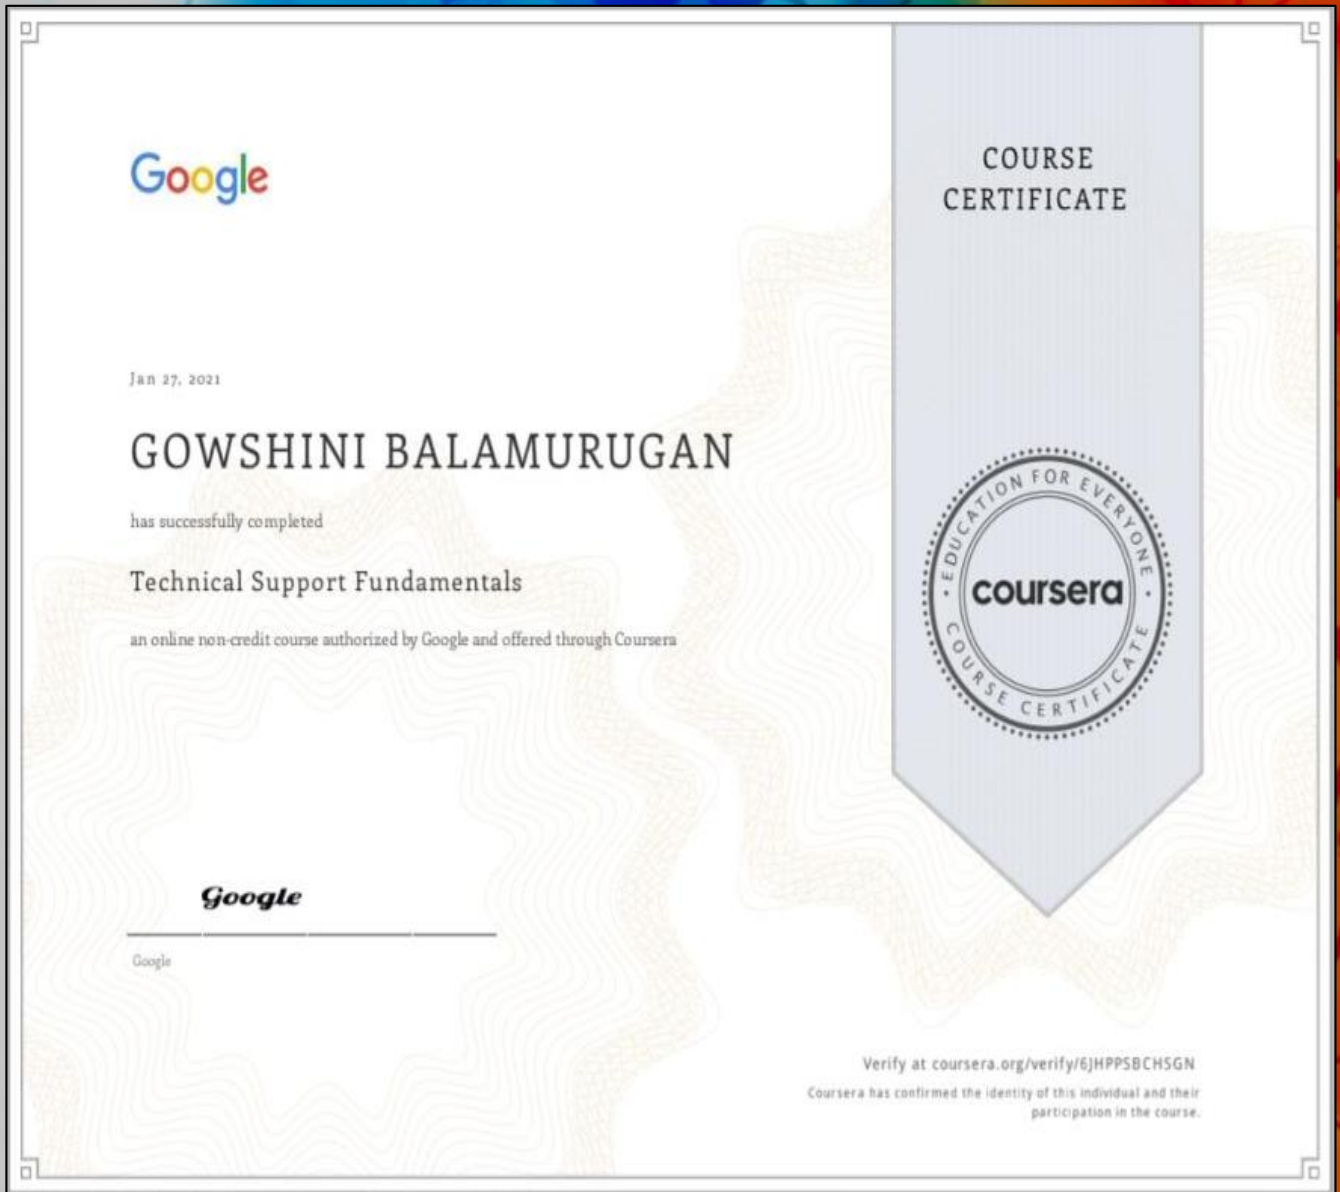 Google
COURSE
CERTIFICATE
Jan 27, 2021
GOWSHINI BALAMURUGAN
has successfully completed
Technical Support Fundamentals
an online non-credit course authorized by Google and offered through Coursera
EDUCATION FOR EVERYONE
coursera
COURSE CERTIFICATE
Google
Google
Verify at coursera.org/verify/6JHPPSBCHSGN
Coursera has confirmed the identity of this individual and their
participation in the course.